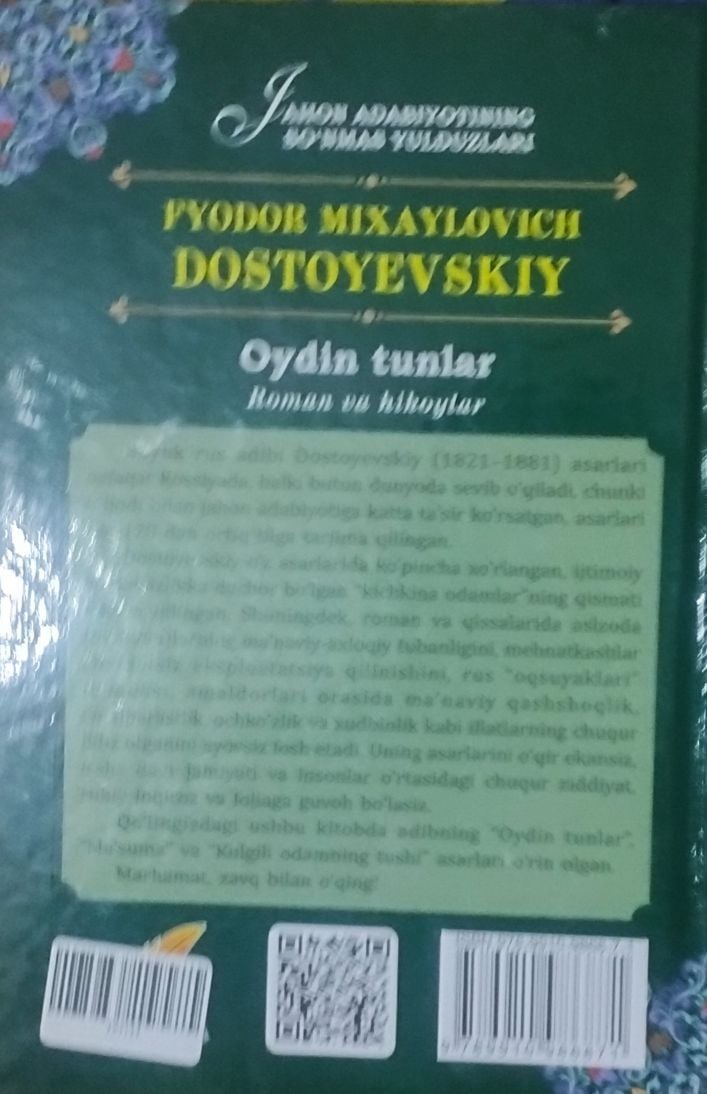 JAHON ADABIYOTINING
SO'NMAS YULDUZLARI
FYODOR MIXAYLOVICH
DOSTOYEVSKIY
Oydin tunlar
Roman va hikoylar
rus adibi Dostoyevskiy (1821–1881) asarlari
Rossiyada, balki butun dunyoda sevib o'qiladi, chunki
jahon adabiyotiga katta ta'sir ko'rsatgan, asarlari
dan ortiq tilga tarjima qilingan.
asarlarida ko'pincha xo'rlangan, ijtimoiy
duchor bo'lgan "kichkina odamlar"ning qismati
Shuningdek, roman va qissalarida aslzoda
ma'naviy-axloqiy tubanligini, mehnatkashlar
ekspluatatsiya qilinishini, rus "oqsuyaklari"
amaldorlari orasida ma'naviy qashshoqlik,
ochko'zlik va xudbinlik kabi illatlarning chuqur
ayovsiz fosh etadi. Uning asarlarini o'qir ekansiz,
jamiyati va insonlar o'rtasidagi chuqur ziddiyat,
va fojiaga guvoh bo'lasiz.
Qo'lingizdagi ushbu kitobda adibning "Oydin tunlar",
"Ma'suma" va "Kulgili odamning tushi" asarlari o'rin olgan.
Marhamat, zavq bilan o'qing!